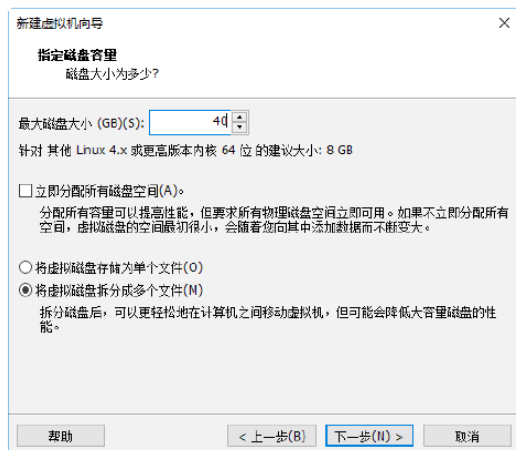 新建虚拟机向导
指定磁盘容量
磁盘大小为多少?
最大磁盘大小 (GB)(S): 40
针对 其他 Linux 4.x 或更高版本内核 64 位 的建议大小: 8 GB
立即分配所有磁盘空间(A)。
分配所有容量可以提高性能，但要求所有物理磁盘空间立即可用。如果不立即分配所有
空间，虚拟磁盘的空间最初很小，会随着您向其中添加数据而不断变大。
将虚拟磁盘存储为单个文件(O)
将虚拟磁盘拆分成多个文件(M)
拆分磁盘后，可以更轻松地在计算机之间移动虚拟机，但可能会降低大容量磁盘的性
能。
帮助 < 上一步(B) 下一步(N) > 取消